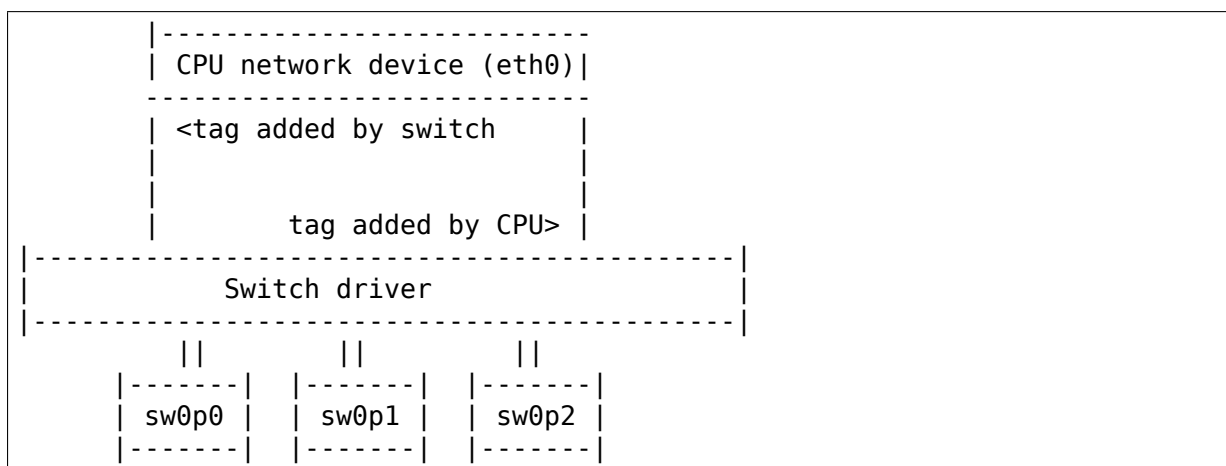 |---------------------------
| CPU network device (eth0)|
----------------------------
| <tag added by switch     |
|                          |
|                          |
|        tag added by CPU> |
|--------------------------------------------|
|            Switch driver                   |
|--------------------------------------------|
||        ||         ||
|-------|  |-------|  |-------|
| sw0p0 |  | sw0p1 |  | sw0p2 |
|-------|  |-------|  |-------|